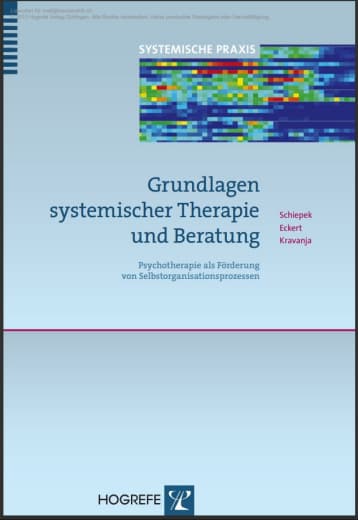 SYSTEMISCHE PRAXIS
Grundlagen
systemischer Therapie
und Beratung
Schiepek
Eckert
Kravanja
Psychotherapie als Förderung
von Selbstorganisationsprozessen
HOGREFE